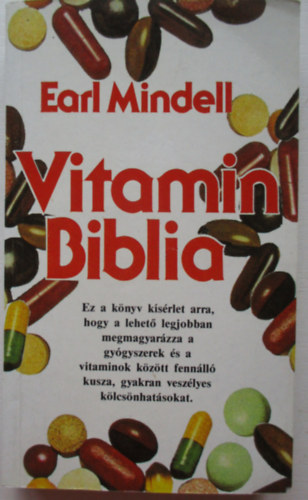 Earl Mindell
Vitamin
Biblia
Ez a könyv kisérlet arra,
hogy a lehető legjobban
megmagyarázza a
gyógyszerek és a
vitaminok között fennálló
kusza, gyakran veszélyes
kölcsönhatásokat.